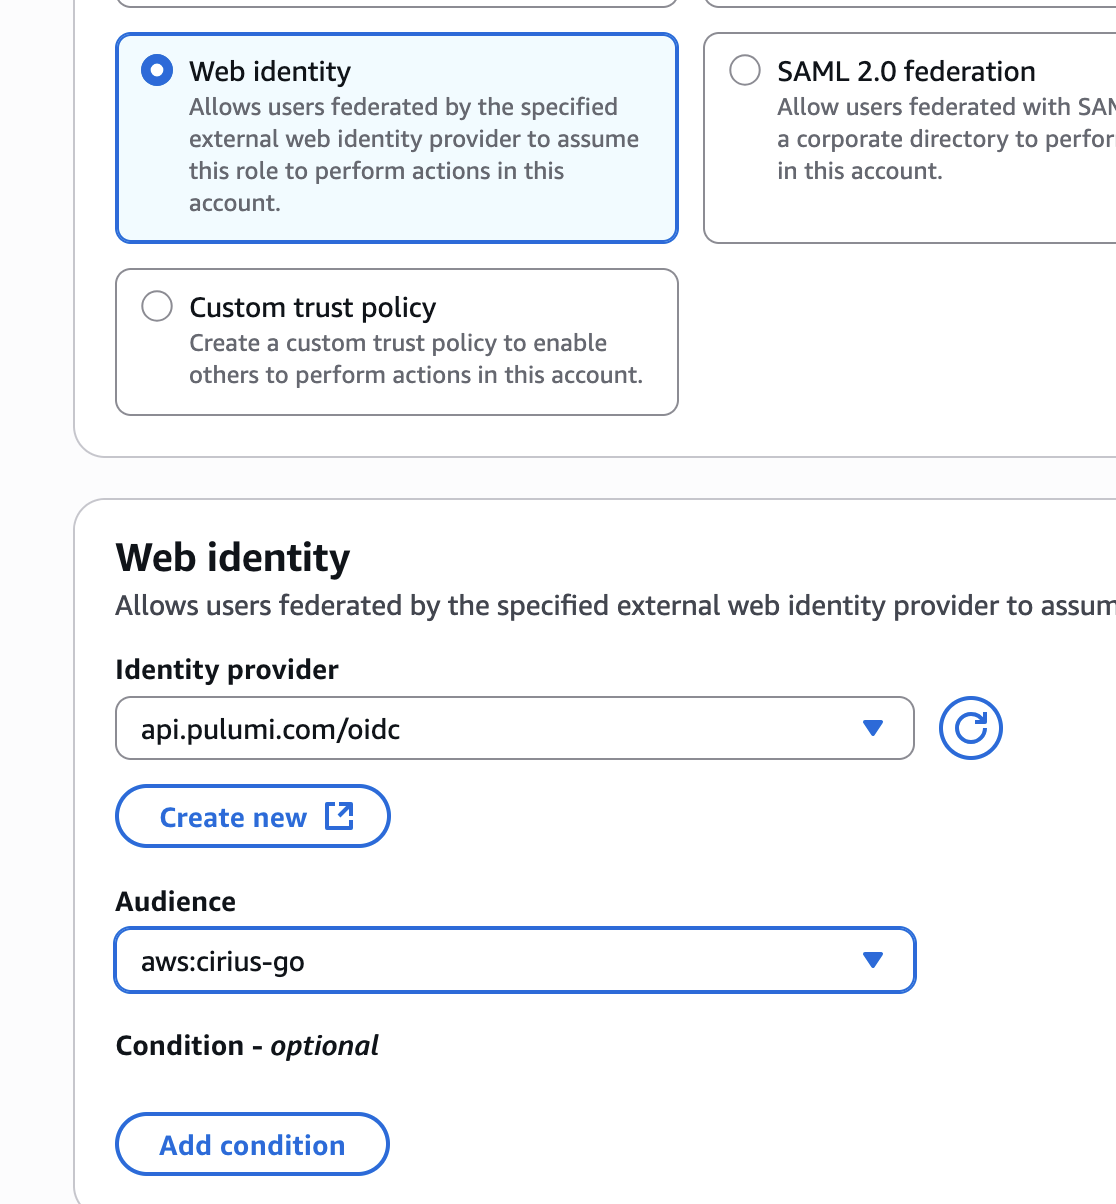 Web identity
Allows users federated by the specified
external web identity provider to assume
this role to perform actions in this
account.
SAML 2.0 federation
Allow users federated with
a corporate directory to
in this account.
Custom trust policy
Create a custom trust policy to enable
others to perform actions in this account.
Web identity
Allows users federated by the specified external web identity provider to
Identity provider
api.pulumi.com/oidc
Create new
Audience
aws:cirius-go
Condition - optional
Add condition